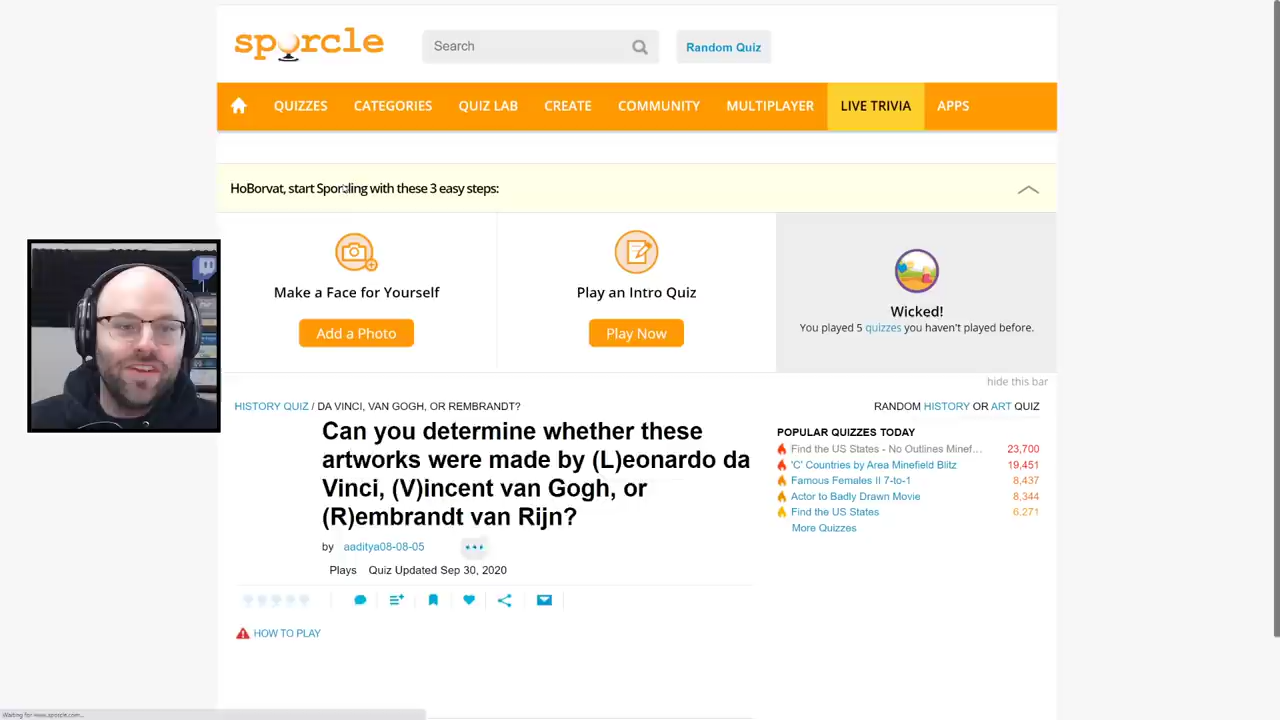 sporcle
Search
Random Quiz
QUIZZES
CATEGORIES
QUIZ LAB
CREATE
COMMUNITY
MULTIPLAYER
LIVE TRIVIA
APPS
HoBorvat, start Sporkling with these 3 easy steps:
Make a Face for Yourself
Add a Photo
Play an Intro Quiz
Play Now
Wicked!
You played 5 quizzes you haven't played before.
hide this bar
HISTORY QUIZ / DA VINCI, VAN GOGH, OR REMBRANDT?
Can you determine whether these
artworks were made by (L)eonardo da
Vinci, (V)incent van Gogh, or
(R)embrandt van Rijn?
by aaditya08-08-05
Plays Quiz Updated Sep 30, 2020
HOW TO PLAY
RANDOM HISTORY OR ART QUIZ
POPULAR QUIZZES TODAY
Find the US States - No Outlines Minef... 23,700
'C' Countries by Area Minefield Blitz 19,451
Famous Females II 7-to-1 8,437
Actor to Badly Drawn Movie 8,344
Find the US States 6,271
More Quizzes
Waiting for www.sporcle.com...